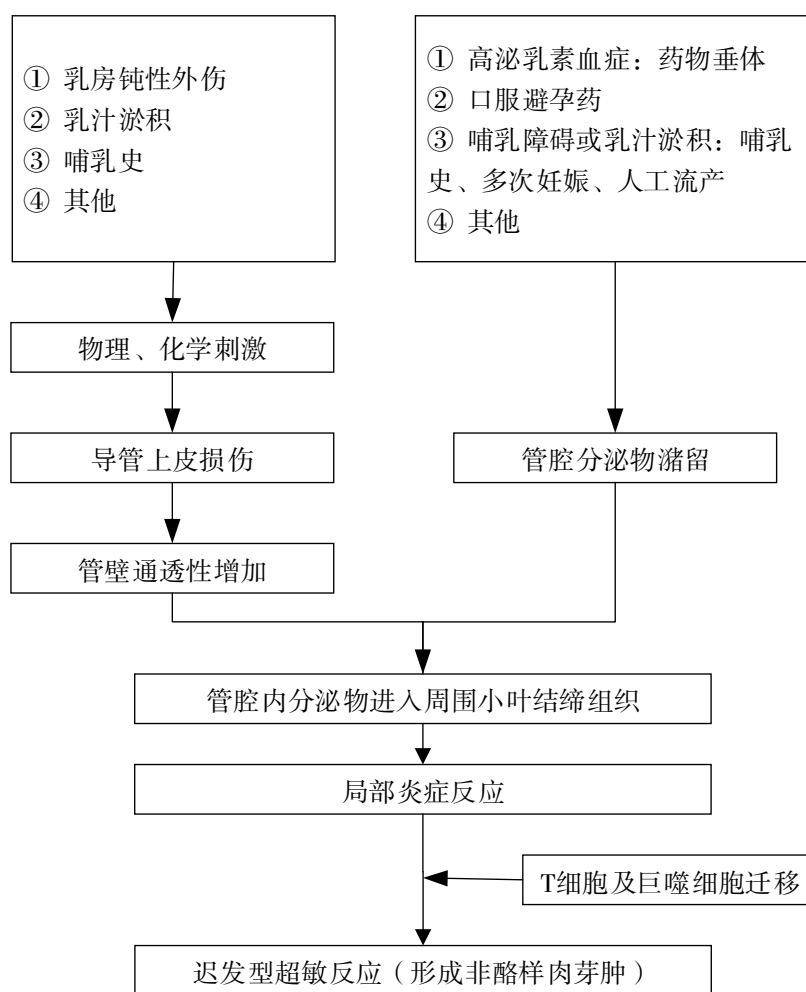 ① 乳房钝性外伤
② 乳汁淤积
③ 哺乳史
④ 其他
① 高泌乳素血症：药物垂体
② 口服避孕药
③ 哺乳障碍或乳汁淤积：哺乳
史、多次妊娠、人工流产
④ 其他
物理、化学刺激
导管上皮损伤
管腔分泌物潴留
管壁通透性增加
管腔内分泌物进入周围小叶结缔组织
局部炎症反应
T细胞及巨噬细胞迁移
迟发型超敏反应（形成非酪样肉芽肿）